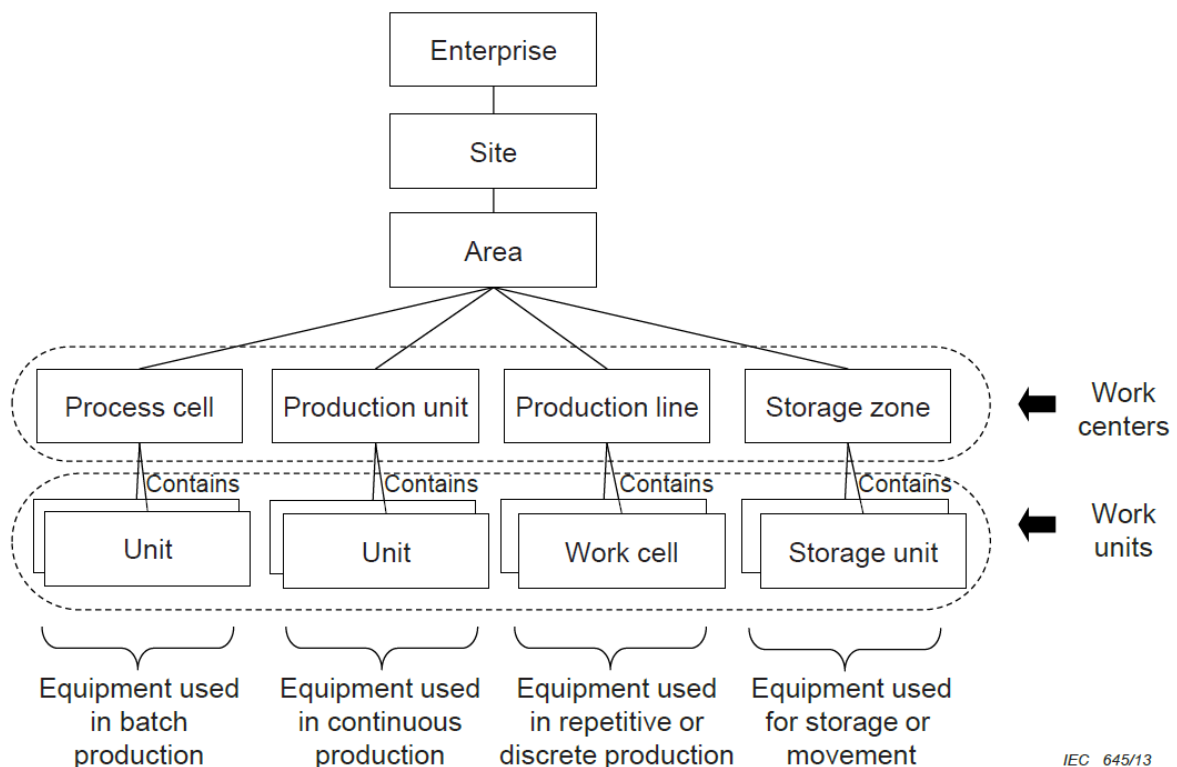 Enterprise
Site
Area
Process cell
Production unit
Production line
Storage zone
Work
centers
Contains
Contains
Contains
Contains
Unit
Unit
Work cell
Storage unit
Work
units
Equipment used
in batch
production
Equipment used
in continuous
production
Equipment used
in repetitive or
discrete production
Equipment used
for storage or
movement
IEC 645/13